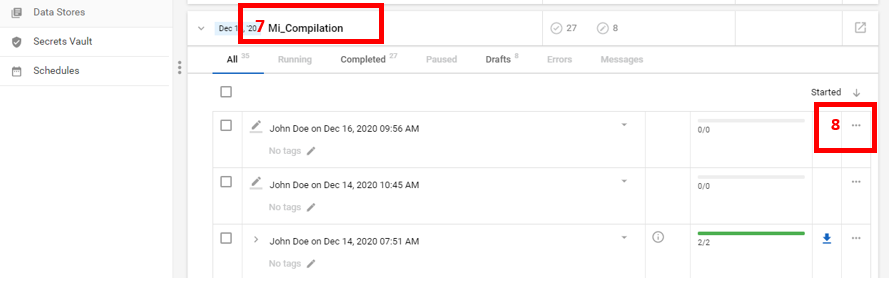 Data Stores
Secrets Vault
Schedules
Dec 1 '20 7 Mi_Compilation 27 8
All 35 Running Completed 27 Paused Drafts 8 Errors Messages
Started
John Doe on Dec 16, 2020 09:56 AM 0/0 8
No tags
John Doe on Dec 14, 2020 10:45 AM 0/0
No tags
John Doe on Dec 14, 2020 07:51 AM 2/2
No tags